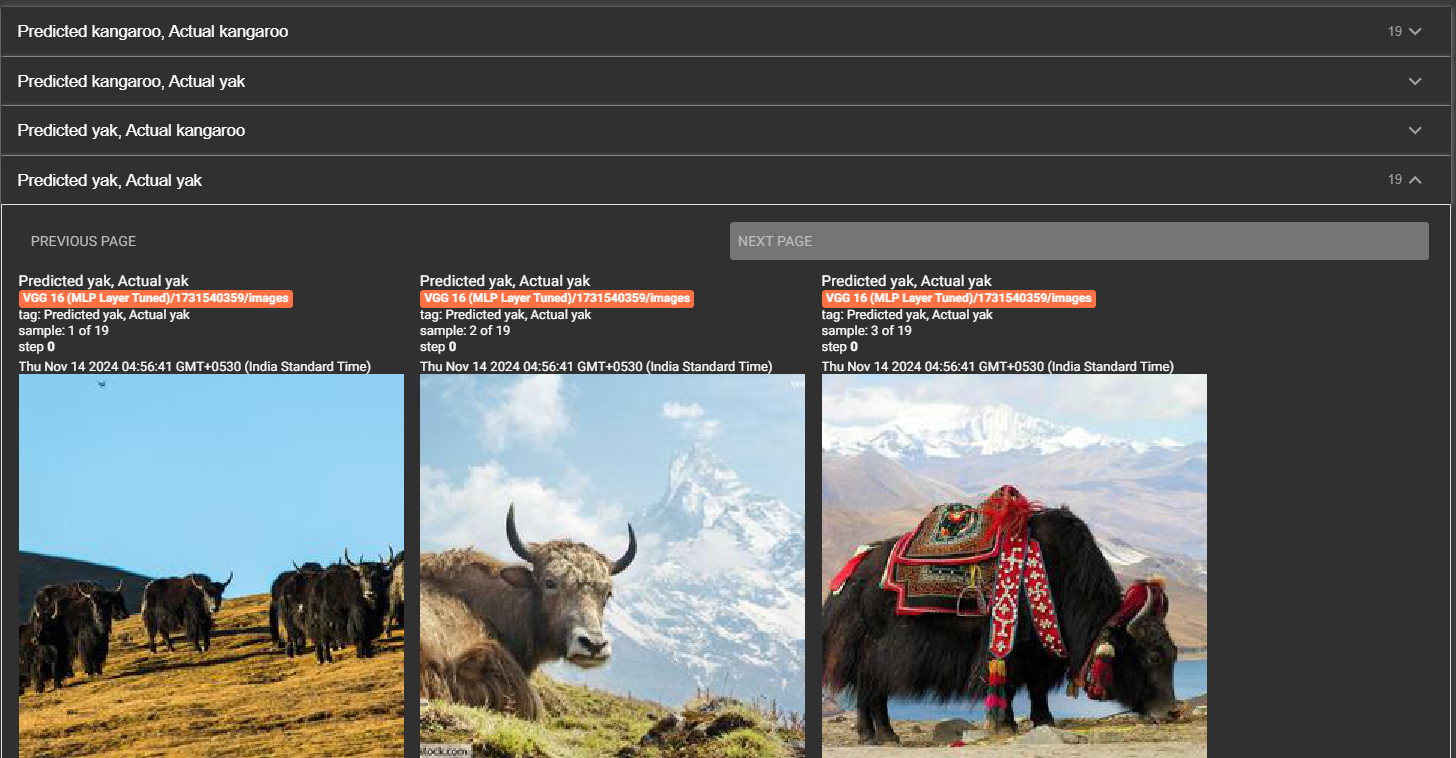 Predicted kangaroo, Actual kangaroo 19
Predicted kangaroo, Actual yak
Predicted yak, Actual kangaroo
Predicted yak, Actual yak 19
PREVIOUS PAGE NEXT PAGE
Predicted yak, Actual yak
VGG 16 (MLP Layer Tuned)/1731540359/images
tag: Predicted yak, Actual yak
sample: 1 of 19
step 0
Thu Nov 14 2024 04:56:41 GMT+0530 (India Standard Time)
Predicted yak, Actual yak
VGG 16 (MLP Layer Tuned)/1731540359/images
tag: Predicted yak, Actual yak
sample: 2 of 19
step 0
Thu Nov 14 2024 04:56:41 GMT+0530 (India Standard Time)
stock.com
Predicted yak, Actual yak
VGG 16 (MLP Layer Tuned)/1731540359/images
tag: Predicted yak, Actual yak
sample: 3 of 19
step 0
Thu Nov 14 2024 04:56:41 GMT+0530 (India Standard Time)